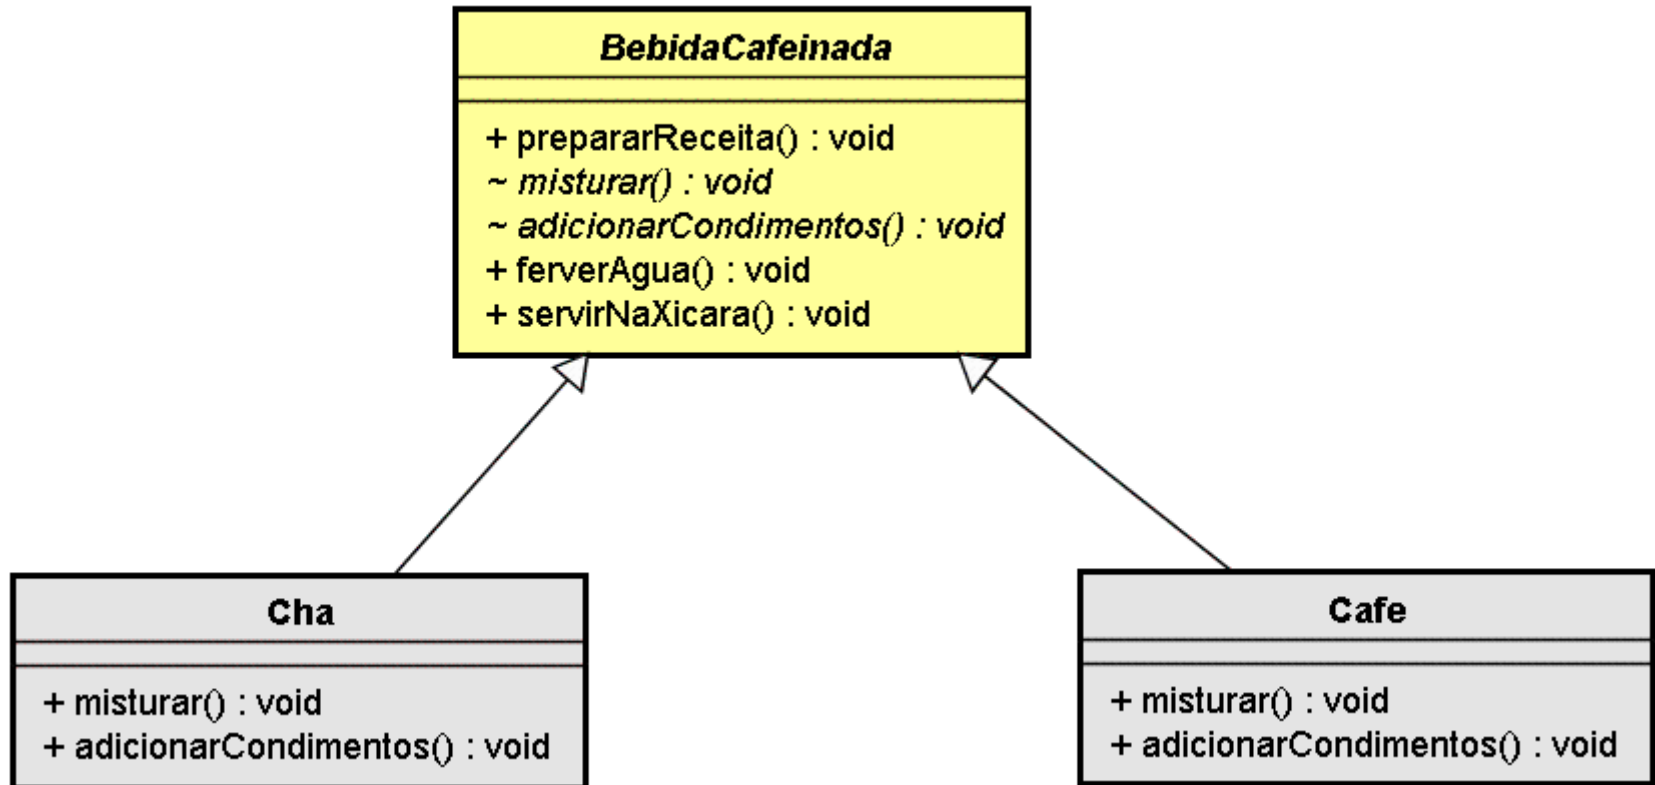 BebidaCafeinada
+ prepararReceita() : void
~ misturar() : void
~ adicionarCondimentos() : void
+ ferverAgua() : void
+ servirNaXicara() : void
Cha
+ misturar() : void
+ adicionarCondimentos() : void
Cafe
+ misturar() : void
+ adicionarCondimentos() : void